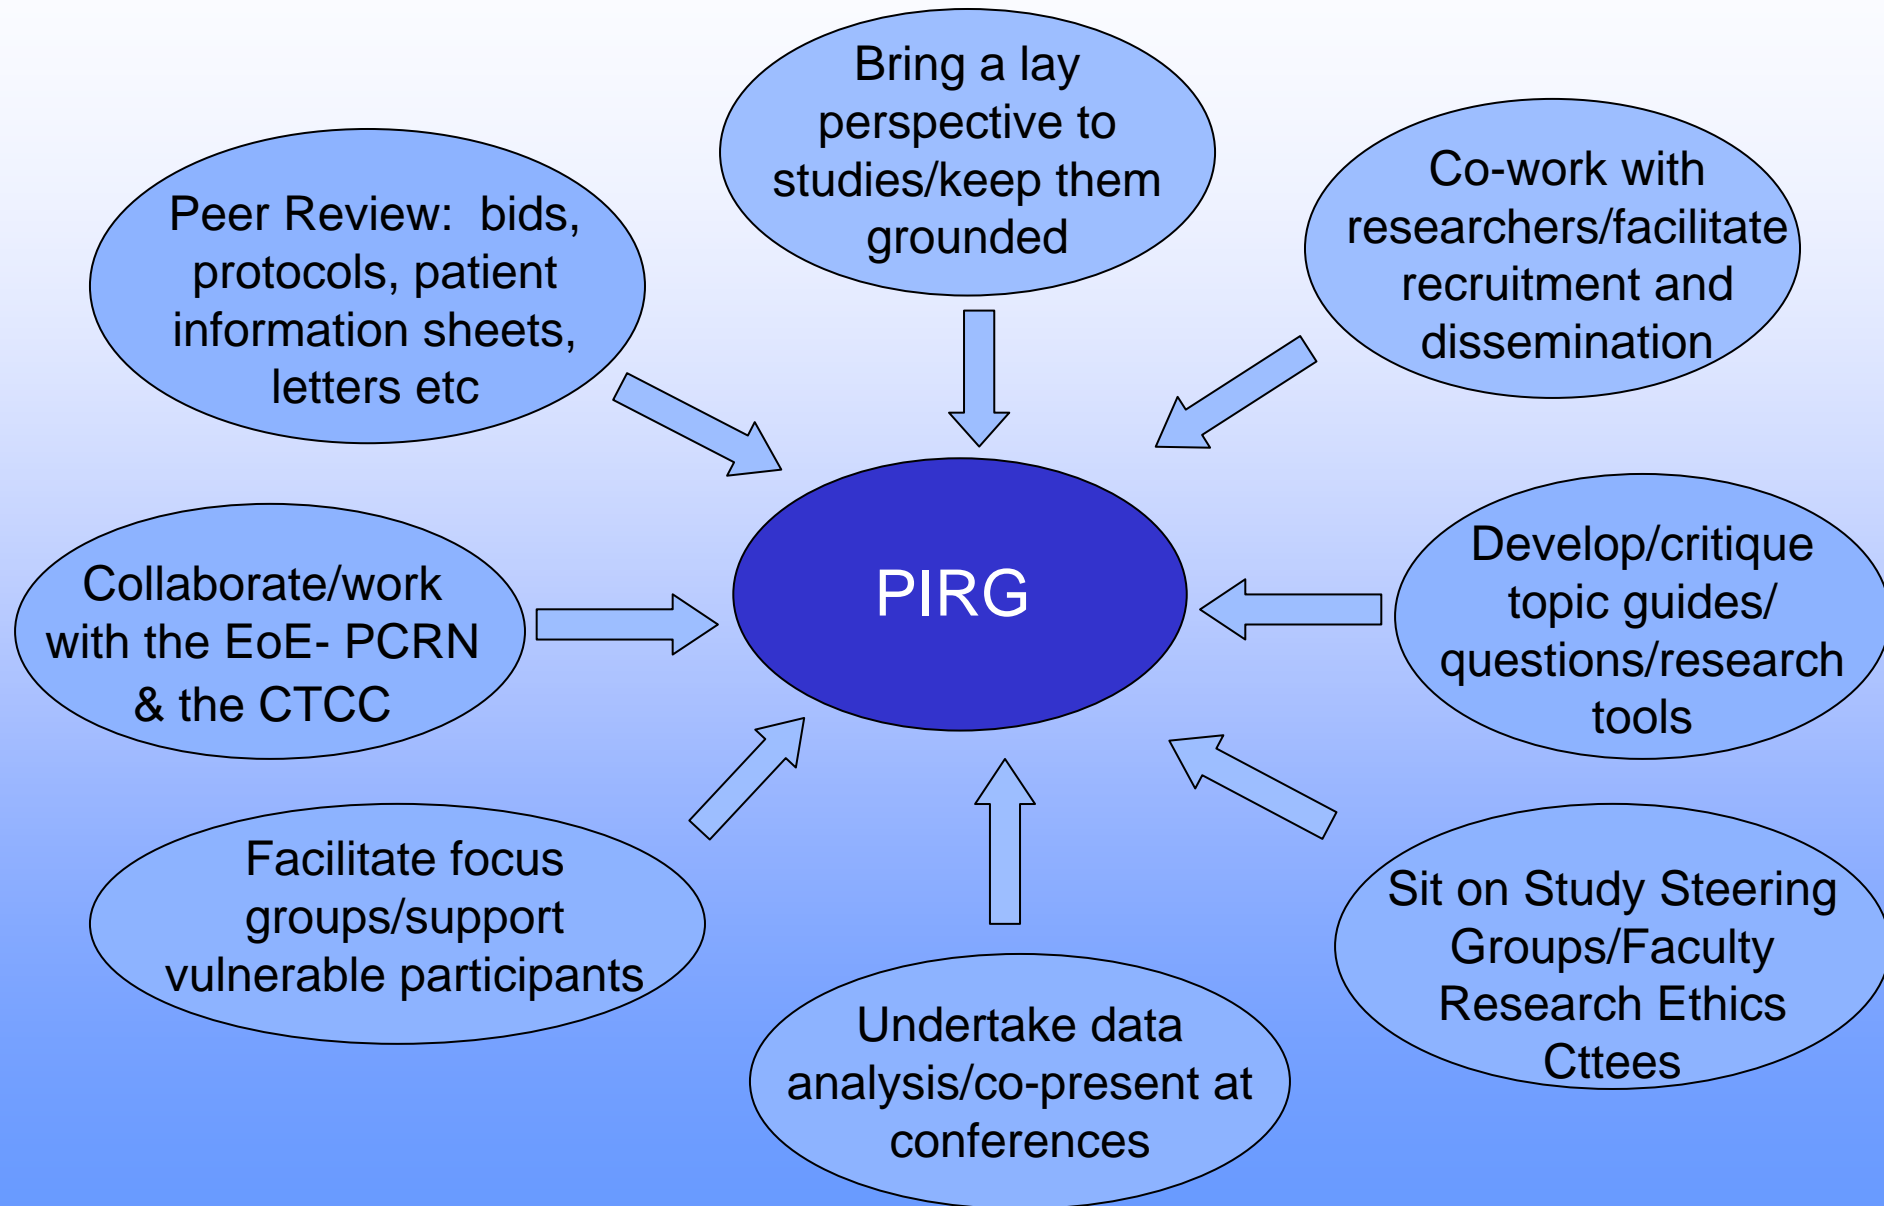 Bring a lay
perspective to
studies/keep them
grounded
Peer Review:  bids,
protocols, patient
information sheets,
letters etc
Co-work with
researchers/facilitate
recruitment and
dissemination
Collaborate/work
with the EoE- PCRN
& the CTCC
PIRG
Develop/critique
topic guides/
questions/research
tools
Facilitate focus
groups/support
vulnerable participants
Undertake data
analysis/co-present at
conferences
Sit on Study Steering
Groups/Faculty
Research Ethics
Cttees